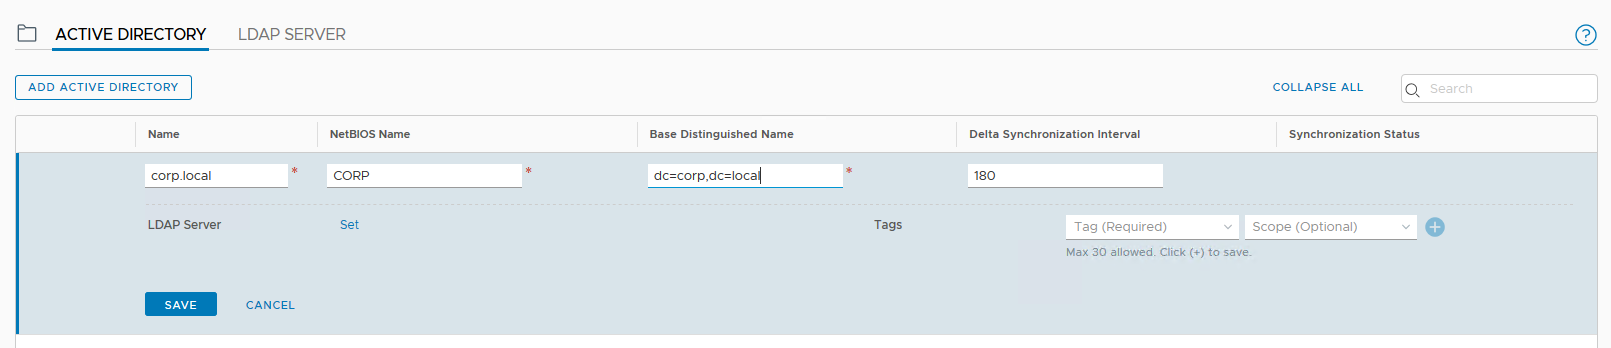 ACTIVE DIRECTORY LDAP SERVER ?
ADD ACTIVE DIRECTORY COLLAPSE ALL Search
Name NetBIOS Name Base Distinguished Name Delta Synchronization Interval Synchronization Status
corp.local * CORP * dc=corp,dc=local * 180
LDAP Server Set Tags Tag (Required) Scope (Optional)
Max 30 allowed. Click (+) to save.
SAVE CANCEL